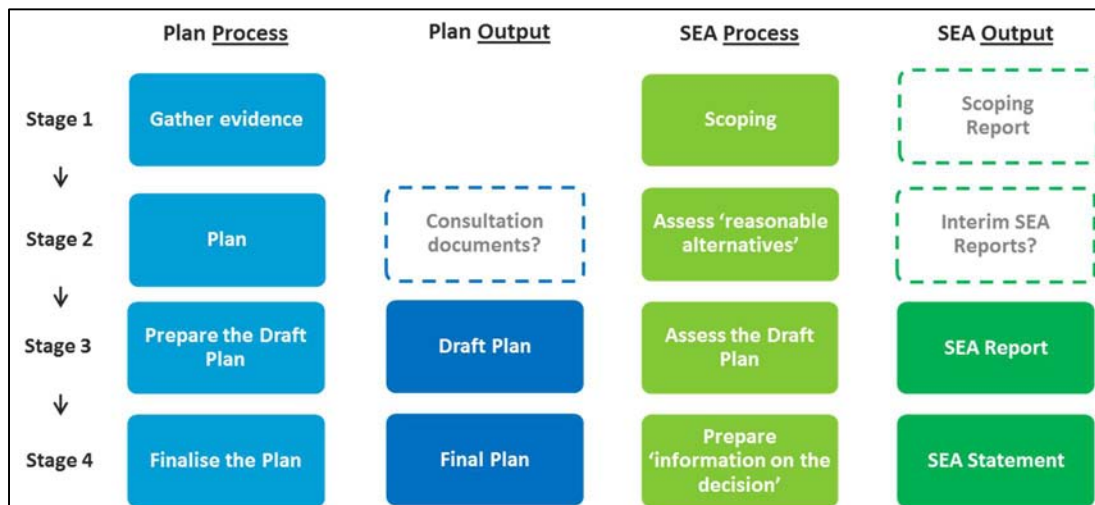 Plan Process
Plan Output
SEA Process
SEA Output
Stage 1
Gather evidence
Scoping
Scoping
Report
Stage 2
Plan
Consultation
documents?
Assess ‘reasonable
alternatives’
Interim SEA
Reports?
Stage 3
Prepare the Draft
Plan
Draft Plan
Assess the Draft
Plan
SEA Report
Stage 4
Finalise the Plan
Final Plan
Prepare
‘information on the
decision’
SEA Statement